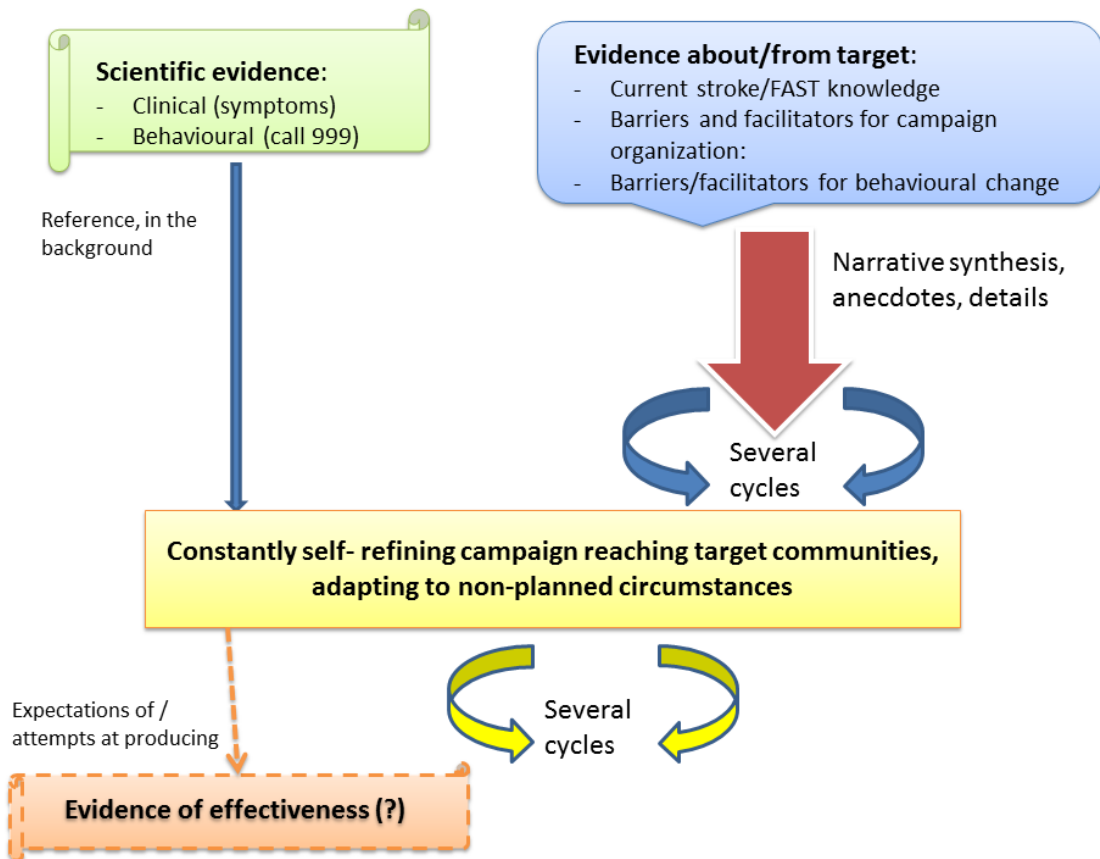 Scientific evidence:
- Clinical (symptoms)
- Behavioural (call 999)
Evidence about/from target:
- Current stroke/FAST knowledge
- Barriers and facilitators for campaign
organization:
- Barriers/facilitators for behavioural change
Reference, in the
background
Narrative synthesis,
anecdotes, details
Several
cycles
Constantly self- refining campaign reaching target communities,
adapting to non-planned circumstances
Expectations of /
attempts at producing
Several
cycles
Evidence of effectiveness (?)